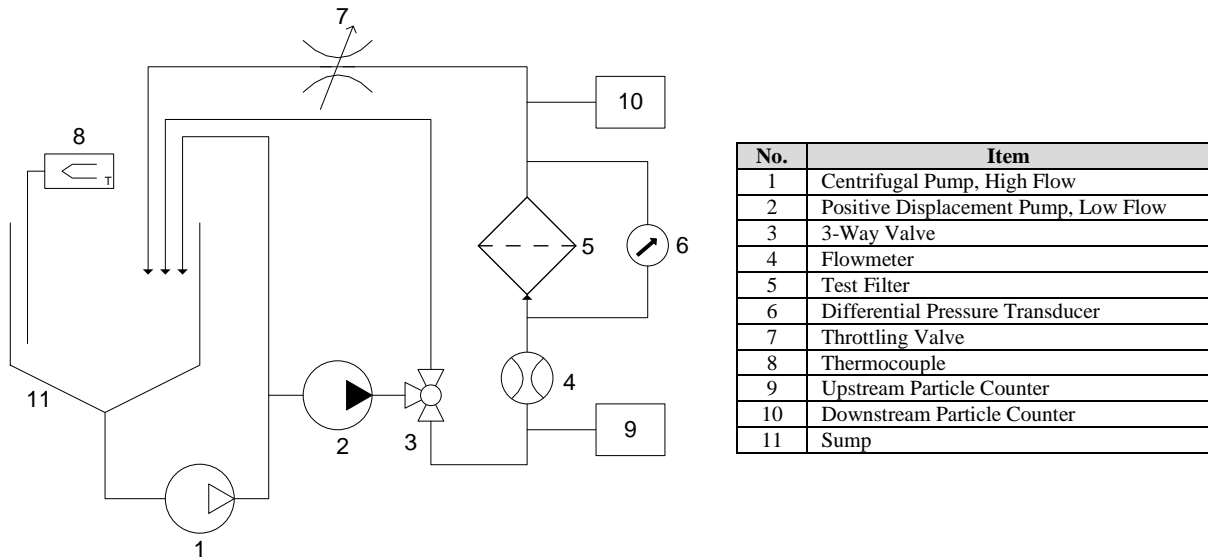 7
10
8
T
5
6
11
4
2
3
9
1
No. Item
1 Centrifugal Pump, High Flow
2 Positive Displacement Pump, Low Flow
3 3-Way Valve
4 Flowmeter
5 Test Filter
6 Differential Pressure Transducer
7 Throttling Valve
8 Thermocouple
9 Upstream Particle Counter
10 Downstream Particle Counter
11 Sump